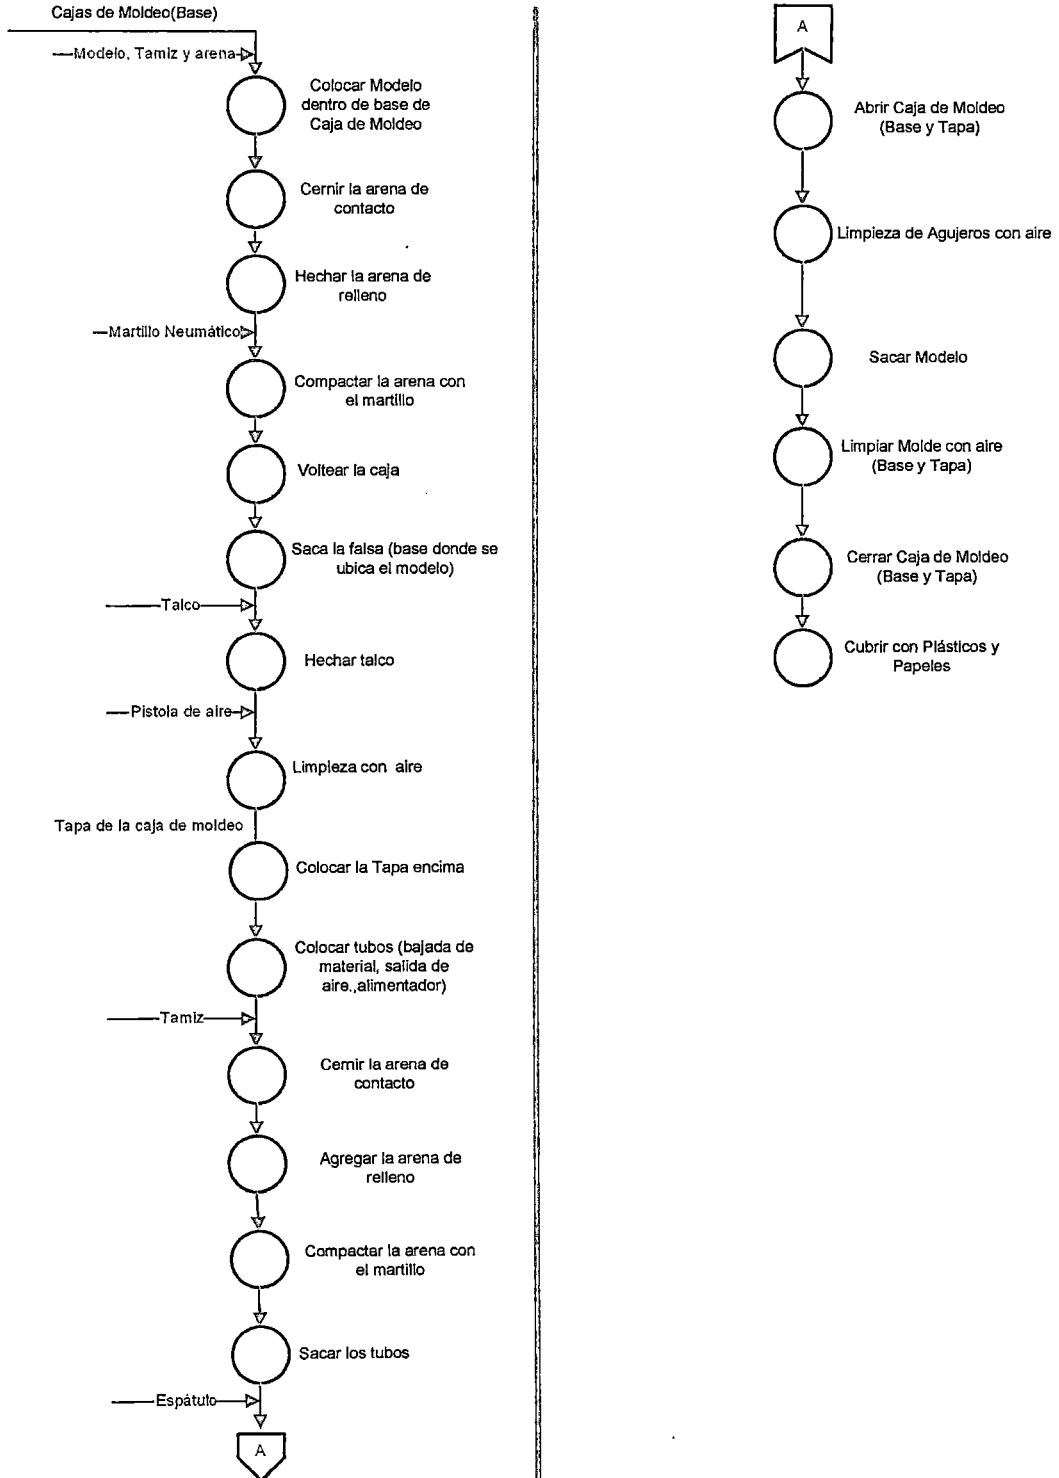 Cajas de Moldeo(Base)
Modelo, Tamiz y arena
Colocar Modelo
dentro de base de
Caja de Moldeo
Cernir la arena de
contacto
Hechar la arena de
relleno
Martillo Neumático
Compactar la arena con
el martillo
Voltear la caja
Saca la falsa (base donde se
ubica el modelo)
Talco
Hechar talco
Pistola de aire
Limpieza con aire
Tapa de la caja de moldeo
Colocar la Tapa encima
Colocar tubos (bajada de
material, salida de
aire.,alimentador)
Tamiz
Cernir la arena de
contacto
Agregar la arena de
relleno
Compactar la arena con
el martillo
Sacar los tubos
Espátulo
A
A
Abrir Caja de Moldeo
(Base y Tapa)
Limpieza de Agujeros con aire
Sacar Modelo
Limpiar Molde con aire
(Base y Tapa)
Cerrar Caja de Moldeo
(Base y Tapa)
Cubrir con Plásticos y
Papeles